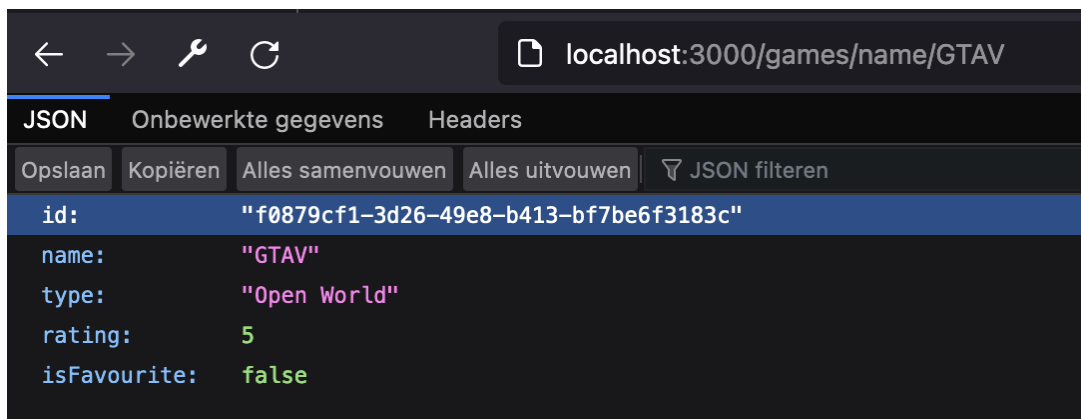 localhost:3000/games/name/GTAV
JSON Onbewerkte gegevens Headers
Opslaan Kopiëren Alles samenvouwen Alles uitvouwen JSON filteren
id: "f0879cf1-3d26-49e8-b413-bf7be6f3183c"
name: "GTAV"
type: "Open World"
rating: 5
isFavourite: false